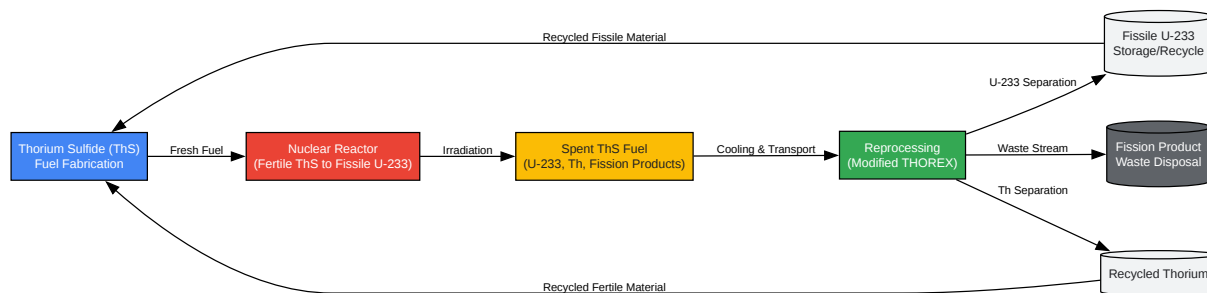 Recycled Fissile Material
Fissile U-233
Storage/Recycle
U-233 Separation
Thorium Sulfide (ThS)
Fuel Fabrication
Fresh Fuel
Nuclear Reactor
(Fertile ThS to Fissile U-233)
Irradiation
Spent ThS Fuel
(U-233, Th, Fission Products)
Cooling & Transport
Reprocessing
(Modified THOREX)
Waste Stream
Fission Product
Waste Disposal
Th Separation
Recycled Thorium
Recycled Fertile Material